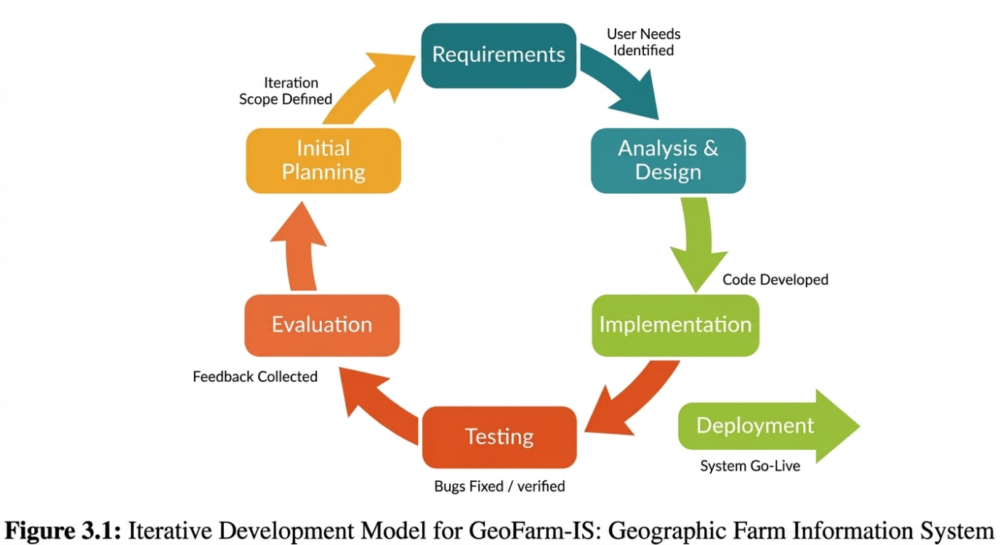 Requirements
User Needs
Identified
Iteration
Scope Defined
Initial
Planning
Analysis &
Design
Code Developed
Evaluation
Implementation
Feedback Collected
Deployment
Testing
System Go-Live
Bugs Fixed / verified
Figure 3.1: Iterative Development Model for GeoFarm-IS: Geographic Farm Information System